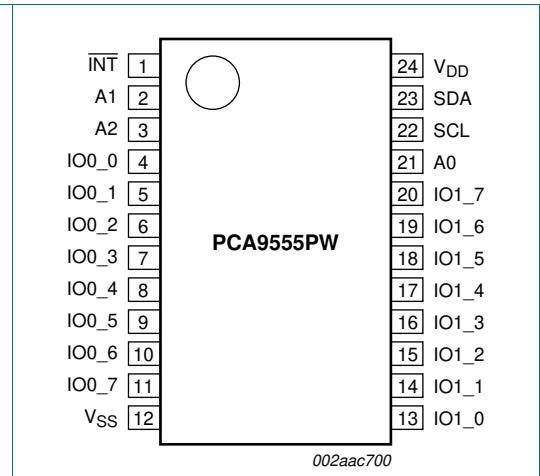 INT 1 24 VDD
A1 2 23 SDA
A2 3 22 SCL
IO0_0 4 21 A0
IO0_1 5 20 IO1_7
IO0_2 6 19 IO1_6
IO0_3 7 18 IO1_5
PCA9555PW
IO0_4 8 17 IO1_4
IO0_5 9 16 IO1_3
IO0_6 10 15 IO1_2
IO0_7 11 14 IO1_1
VSS 12 13 IO1_0
002aac700